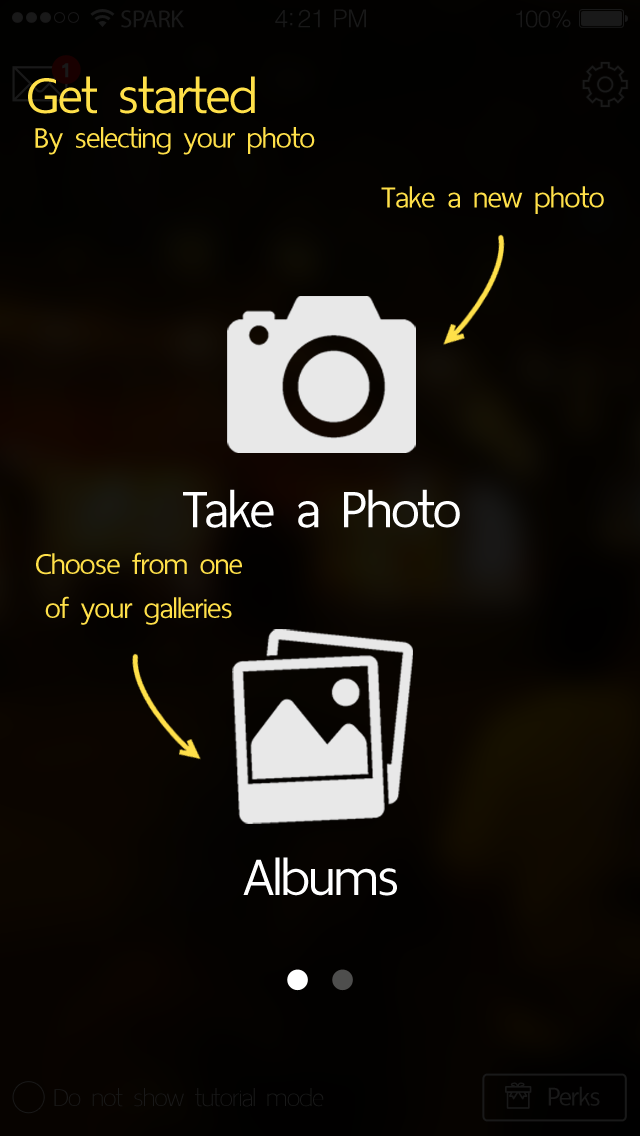 SPARK 4:21 PM 100%
1
Get started
By selecting your photo
Take a new photo
Take a Photo
Choose from one
of your galleries
Albums
Do not show tutorial mode
Perks